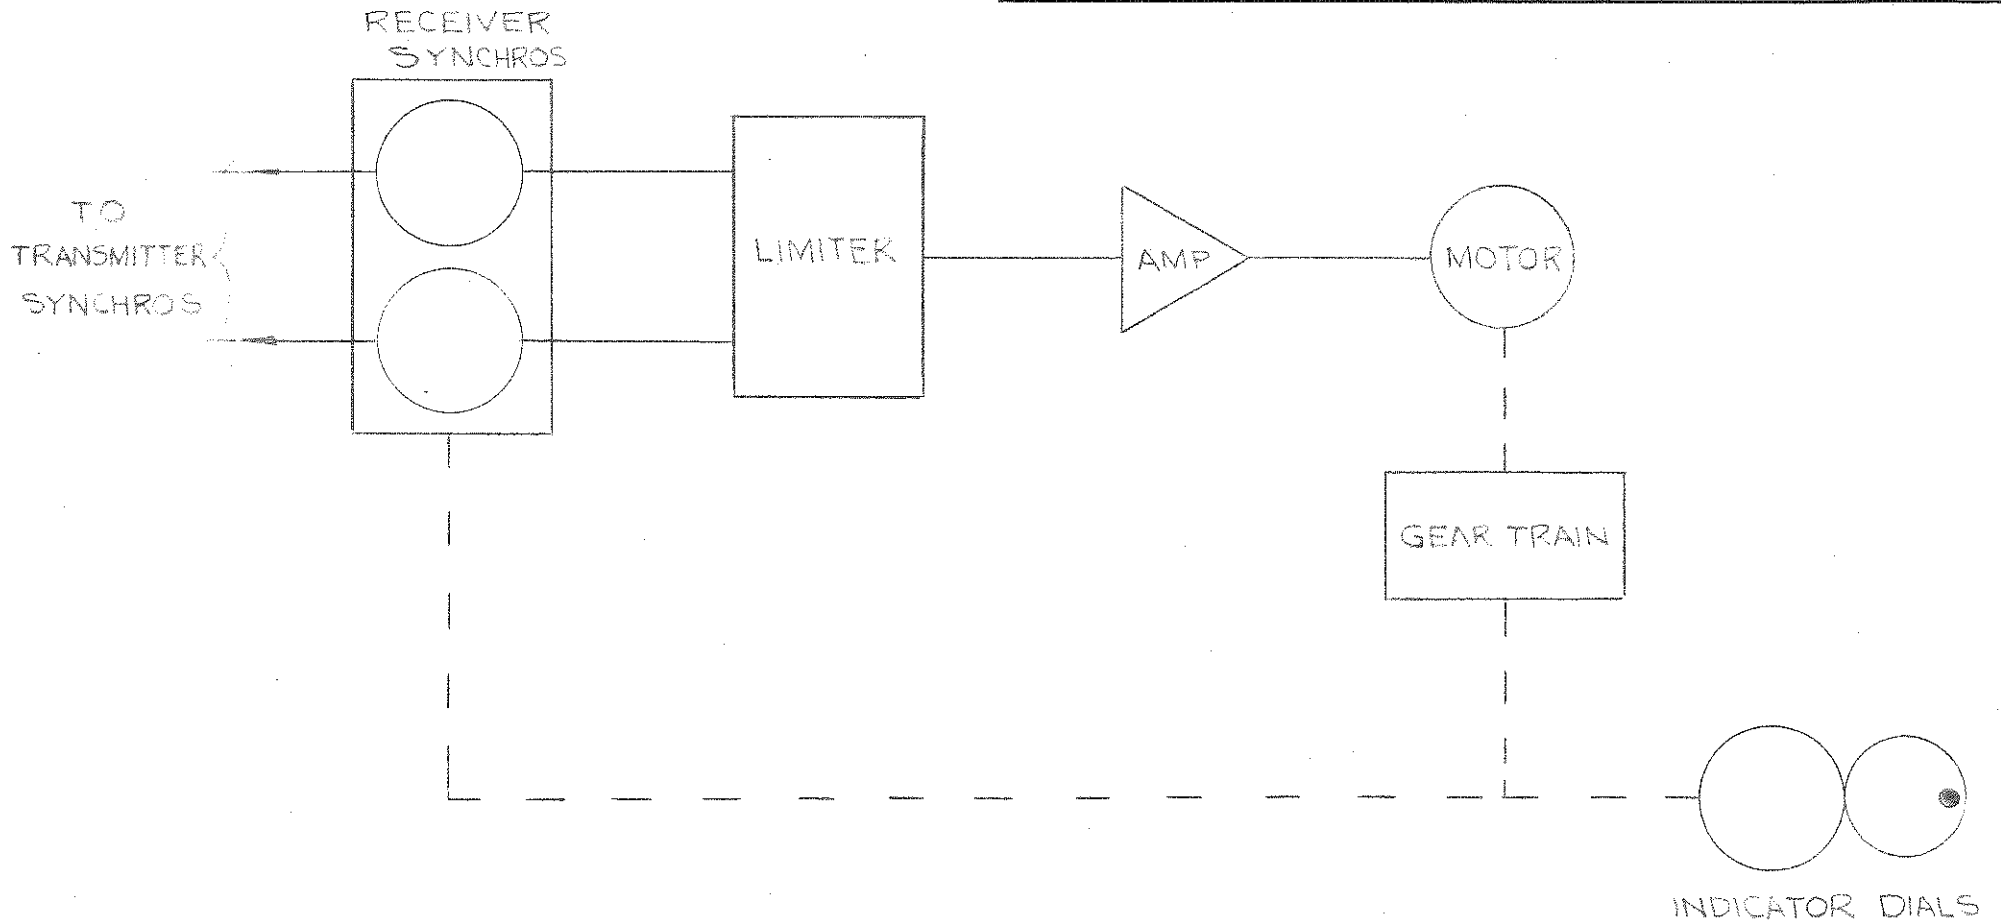 RECEIVER
SYNCHROS
TO
TRANSMITTER
SYNCHROS
LIMITER
AMP
MOTOR
GEAR TRAIN
INDICATOR DIALS